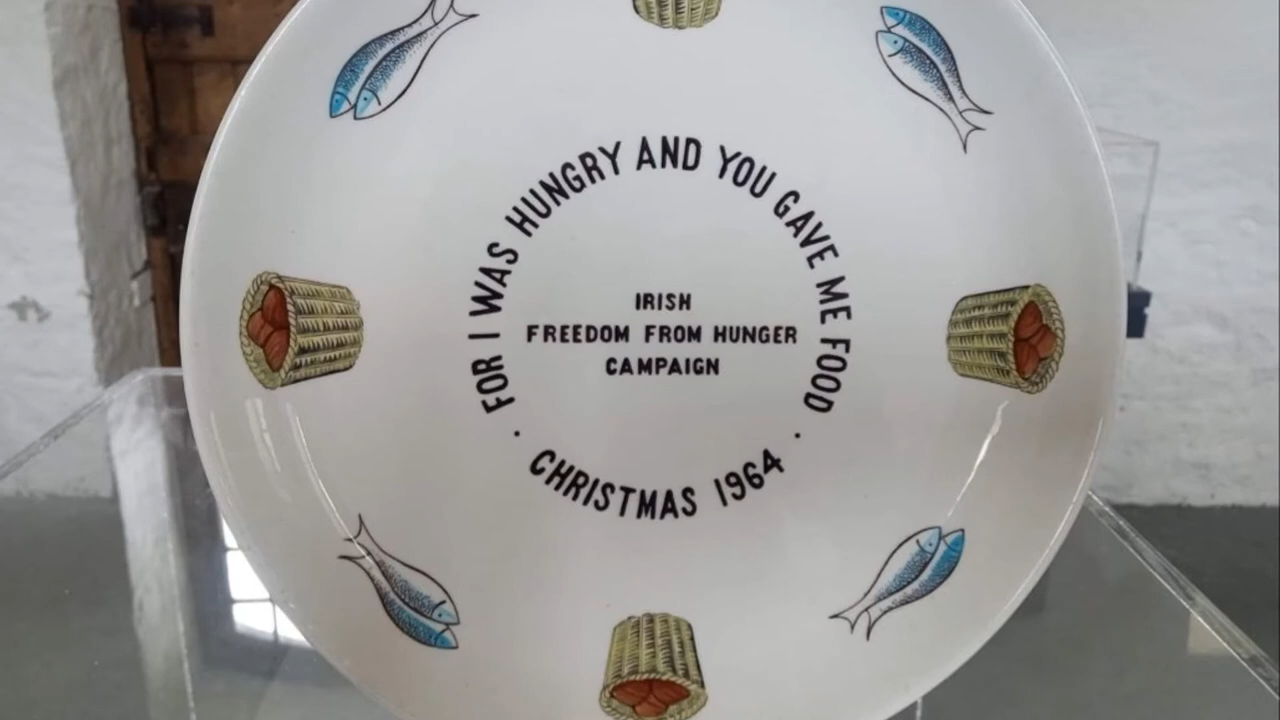 FOR I WAS HUNGRY AND YOU GAVE ME FOOD
· CHRISTMAS 1964 ·
IRISH
FREEDOM FROM HUNGER
CAMPAIGN